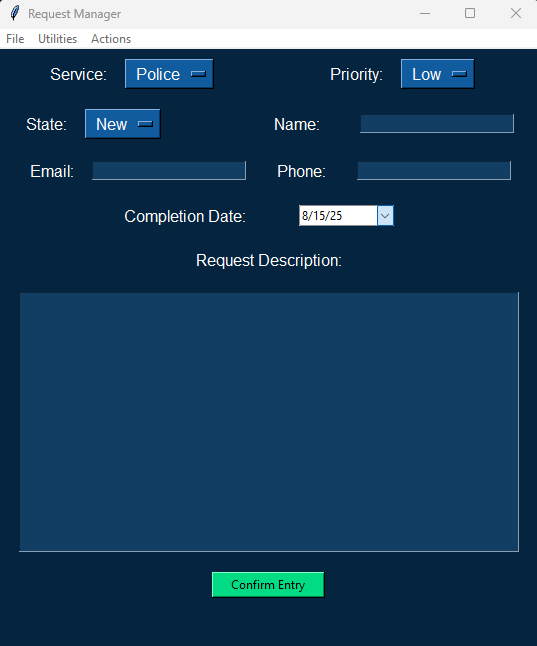 Request Manager
File Utilities Actions
Service: Police Priority: Low
State: New Name:
Email: Phone:
Completion Date: 8/15/25
Request Description:
Confirm Entry